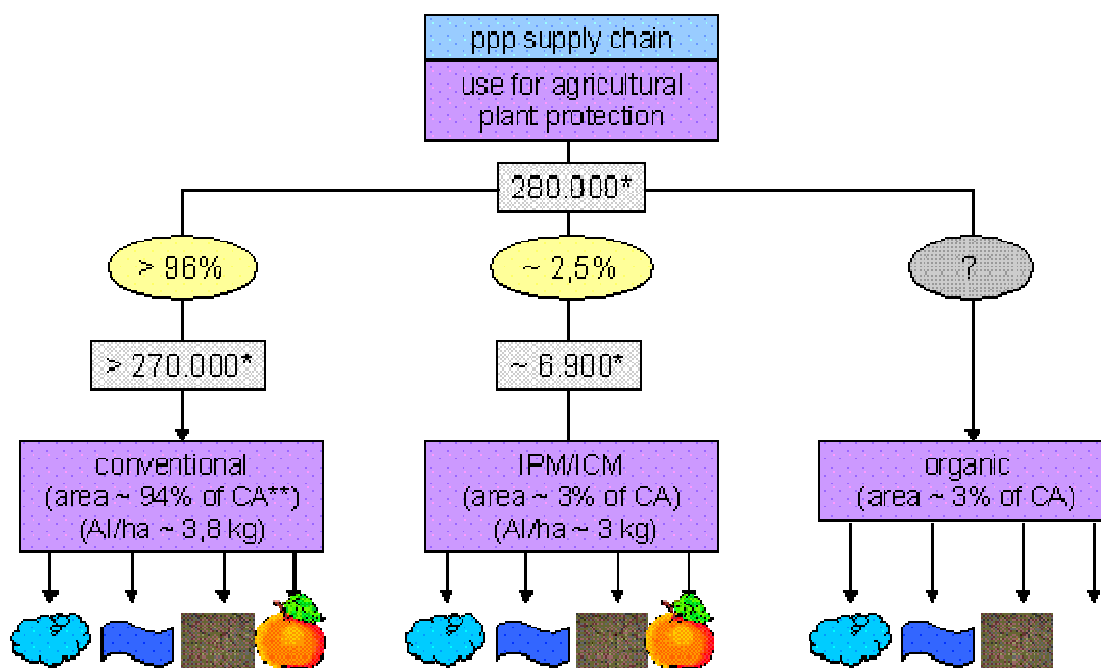 ppp supply chain
use for agricultural
plant protection
280.000*
> 96%
~ 2,5%
?
> 270.000*
~ 6.900*
conventional
(area ~ 94% of CA**)
(AI/ha ~ 3,8 kg)
IPM/ICM
(area ~ 3% of CA)
(AI/ha ~ 3 kg)
organic
(area ~ 3% of CA)